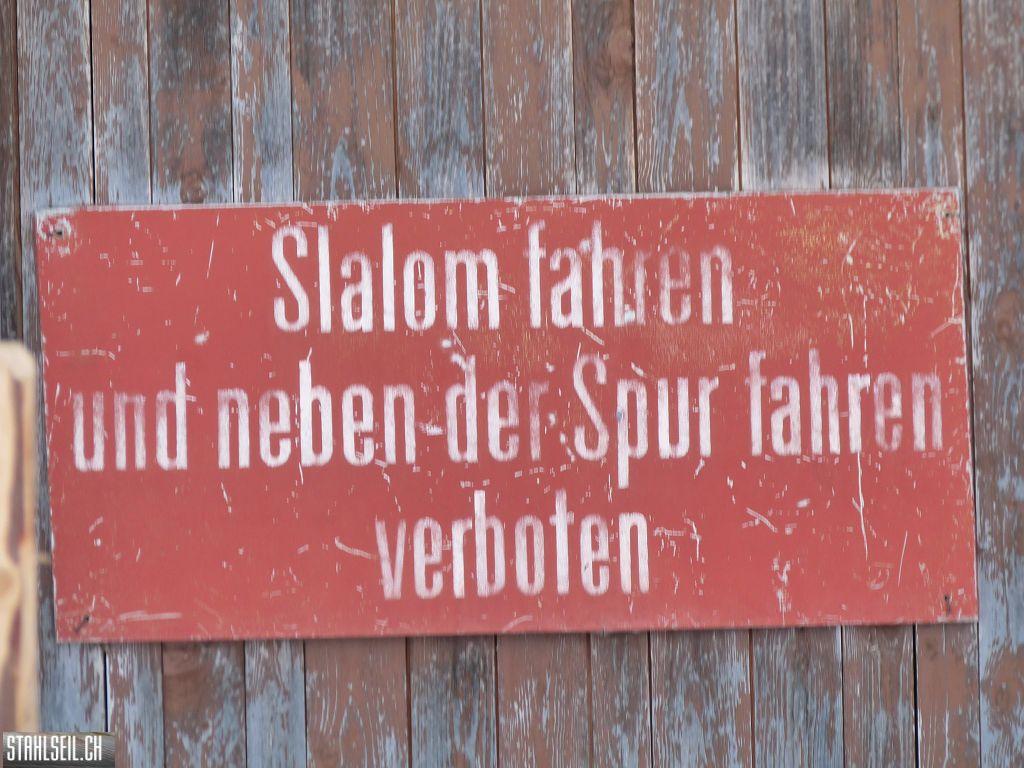 Slalom fahren
und neben der Spur fahren
verboten
STAHLSEIL.CH